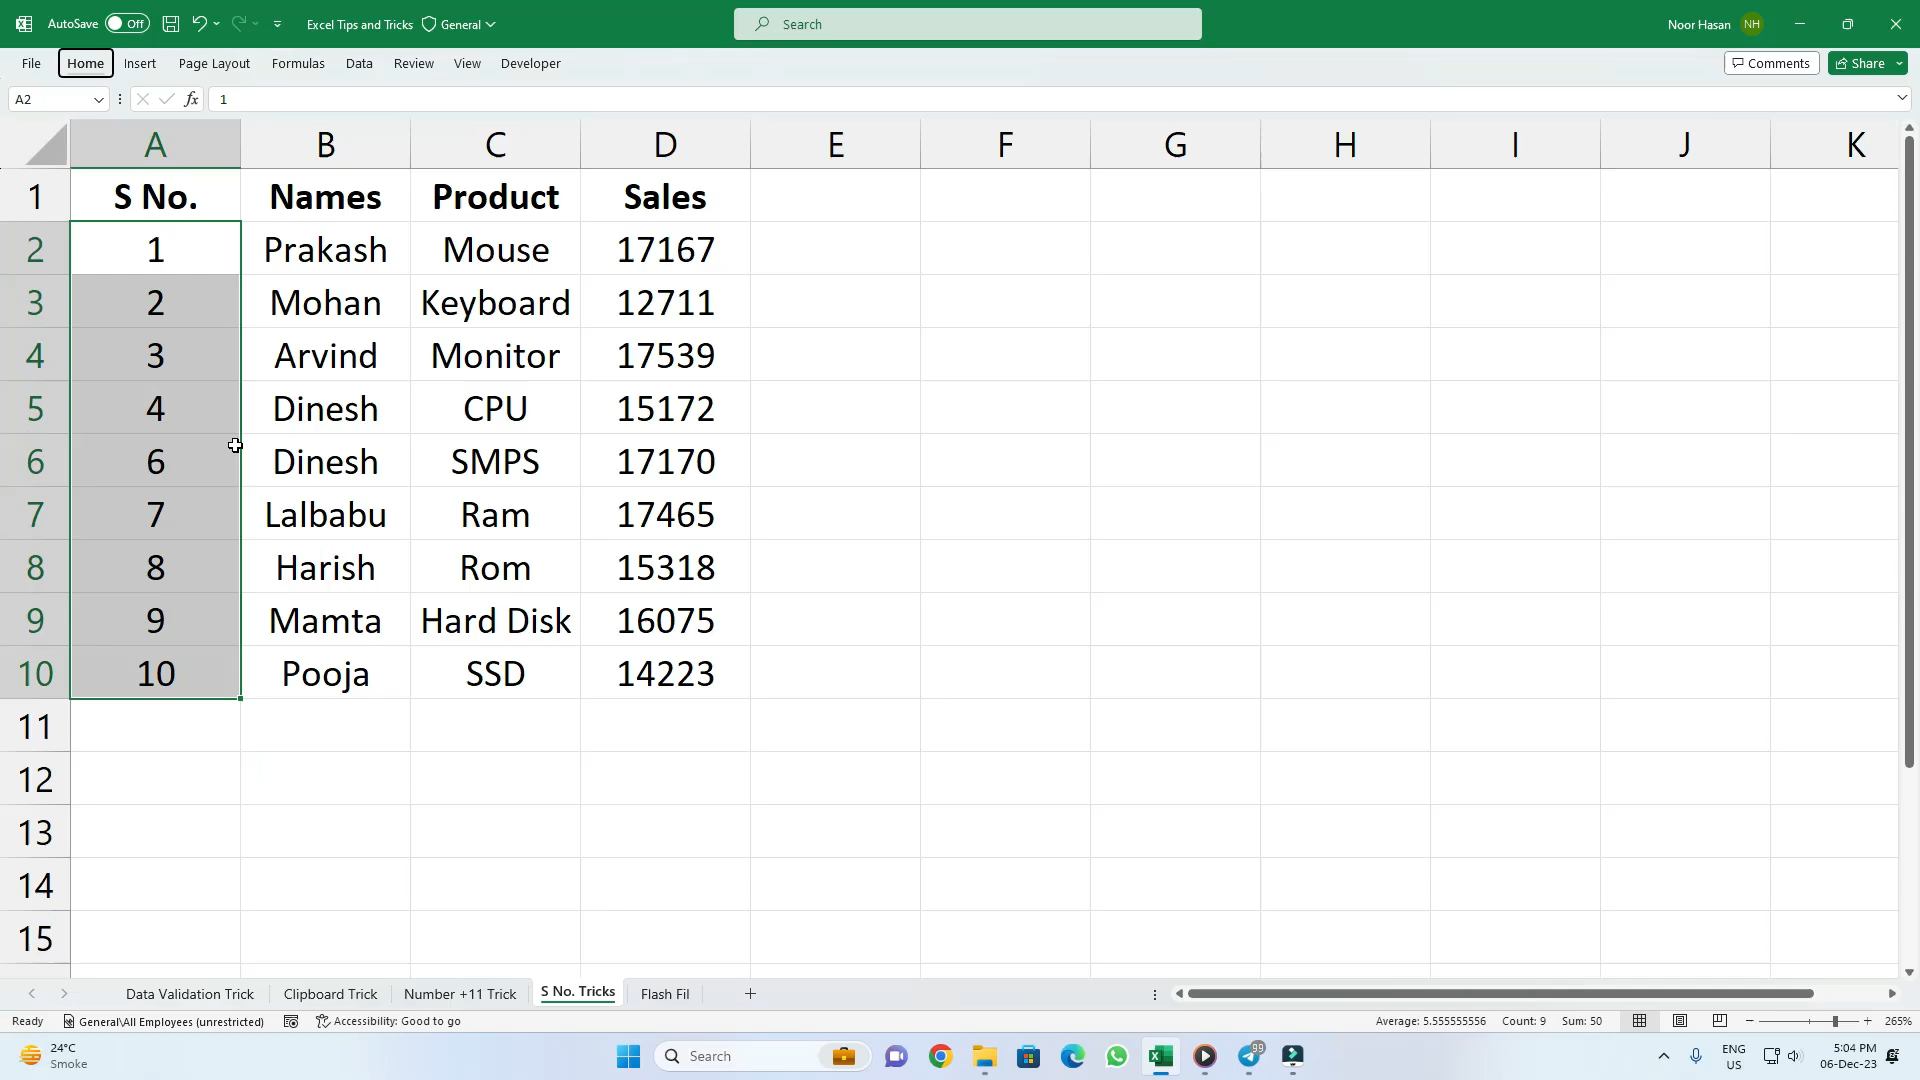 AutoSave Off Excel Tips and Tricks General Search Noor Hasan NH
File Home Insert Page Layout Formulas Data Review View Developer Comments Share
A2 fx 1
A B C D E F G H I J K
1 S No. Names Product Sales
2 1 Prakash Mouse 17167
3 2 Mohan Keyboard 12711
4 3 Arvind Monitor 17539
5 4 Dinesh CPU 15172
6 6 Dinesh SMPS 17170
7 7 Lalbabu Ram 17465
8 8 Harish Rom 15318
9 9 Mamta Hard Disk 16075
10 10 Pooja SSD 14223
11
12
13
14
15
Data Validation Trick Clipboard Trick Number +11 Trick S No. Tricks Flash Fil
Ready General\All Employees (unrestricted) Accessibility: Good to go Average: 5.555555556 Count: 9 Sum: 50 265%
24°C
Smoke
Search
99
ENG
US
5:04 PM
06-Dec-23